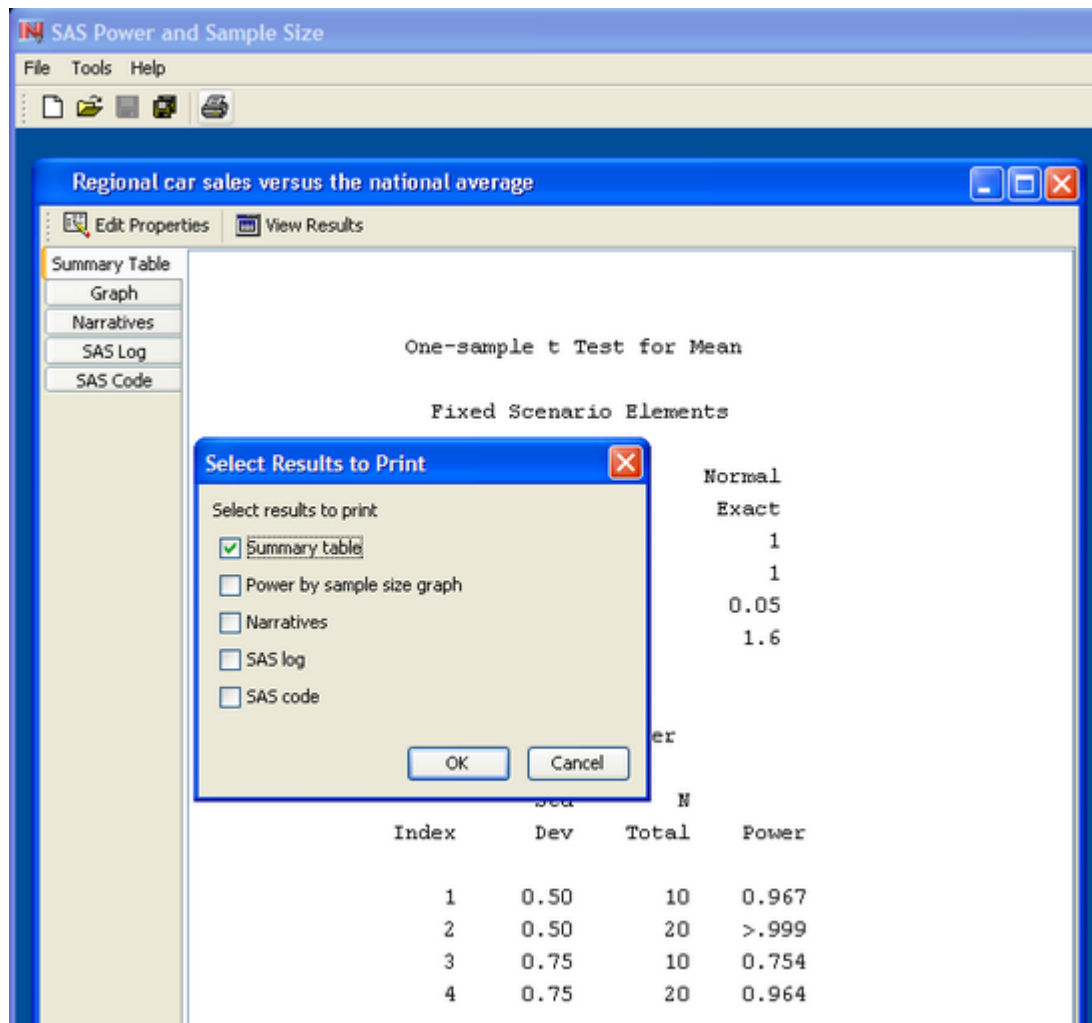 SAS Power and Sample Size
File Tools Help
Regional car sales versus the national average
Edit Properties View Results
Summary Table
Graph
Narratives
SAS Log
SAS Code
One-sample t Test for Mean
Fixed Scenario Elements
Normal
Exact
1
1
0.05
1.6
Select Results to Print
Select results to print
Summary table
Power by sample size graph
Narratives
SAS log
SAS code
OK Cancel
er
N
Index Dev Total Power
1 0.50 10 0.967
2 0.50 20 >.999
3 0.75 10 0.754
4 0.75 20 0.964